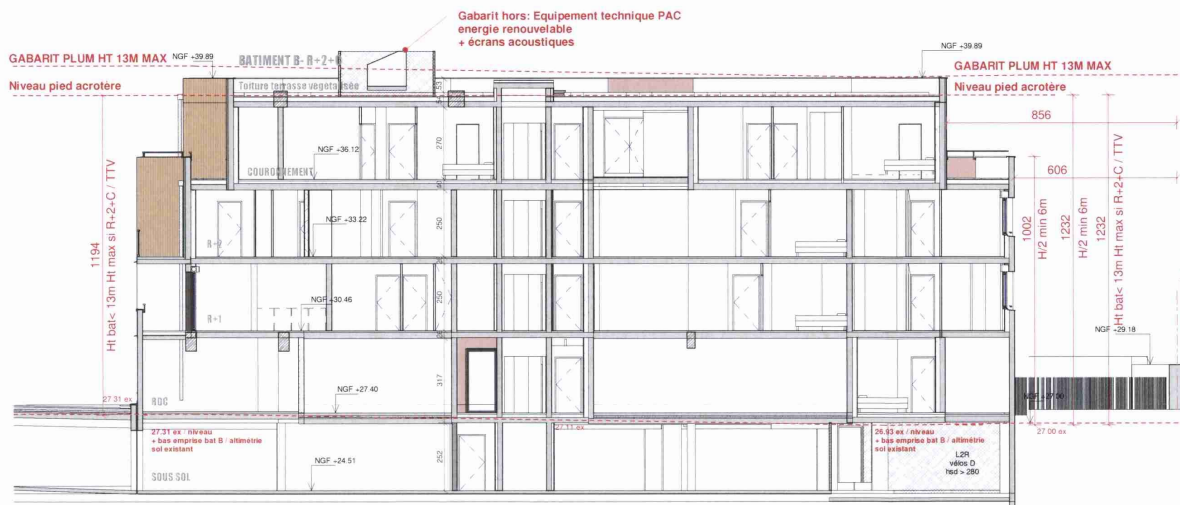 Gabarit hors: Equipement technique PAC
energie renouvelable
+ écrans acoustiques
GABARIT PLUM HT 13M MAX
NGF +39.89
BATIMENT B- R+2+C
NGF +39.89
GABARIT PLUM HT 13M MAX
Niveau pied acrotère
Toiture terrasse vegetalisée
53
Niveau pied acrotère
856
270
NGF +36.12
COURONNEMENT
606
1194
Ht bat< 13m Ht max si R+2+C / TTV
NGF +33.22
250
R+2
1002
H/2 min 6m
1232
H/2 min 6m
1232
Ht bat< 13m Ht max si R+2+C / TTV
NGF +30.46
250
R+1
NGF +29.18
317
NGF +27.40
RDC
27.31 ex
NGF +27.00
27.31 ex / niveau
+ bas emprise bat B / altimétrie
sol existant
27.11 ex
26.93 ex / niveau
+ bas emprise bat B / altimétrie
sol existant
27.00 ex
252
NGF +24.51
SOUS SOL
L2R
vélos D
hsd > 280